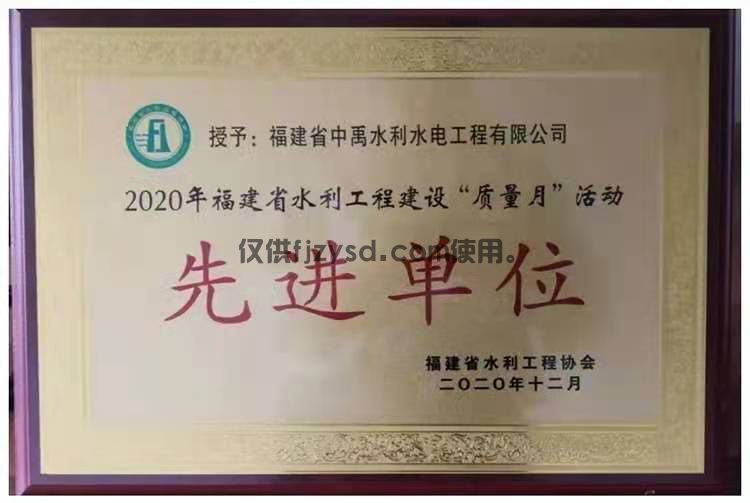 授予：福建省中禹水利水电工程有限公司
2020年福建省水利工程建设“质量月”活动
仅供fjzysd.com使用。
先进单位
福建省水利工程协会
二〇二〇年十二月